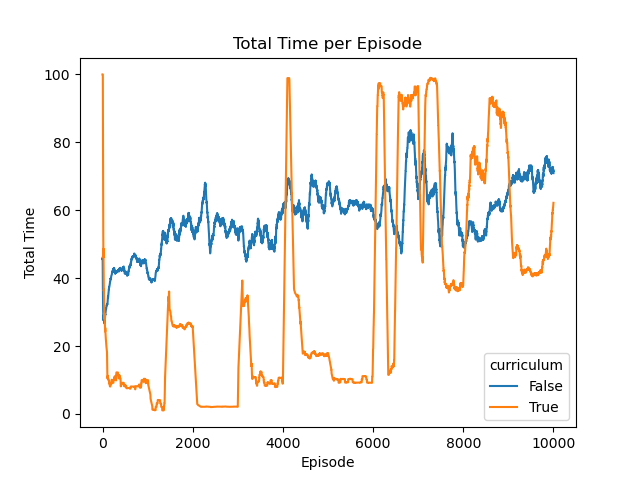 Total Time per Episode
100
80
60
40
20
0
Total Time
0 2000 4000 6000 8000 10000
Episode
curriculum
False
True